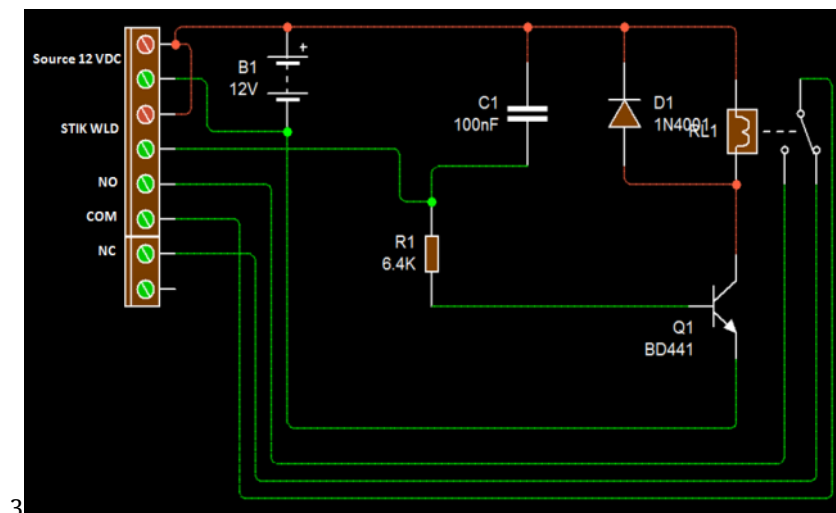 Source 12 VDC
STIK WLD
NO
COM
NC
+
B1
12V
C1
100nF
D1
1N4001
RL1
R1
6.4K
Q1
BD441
3